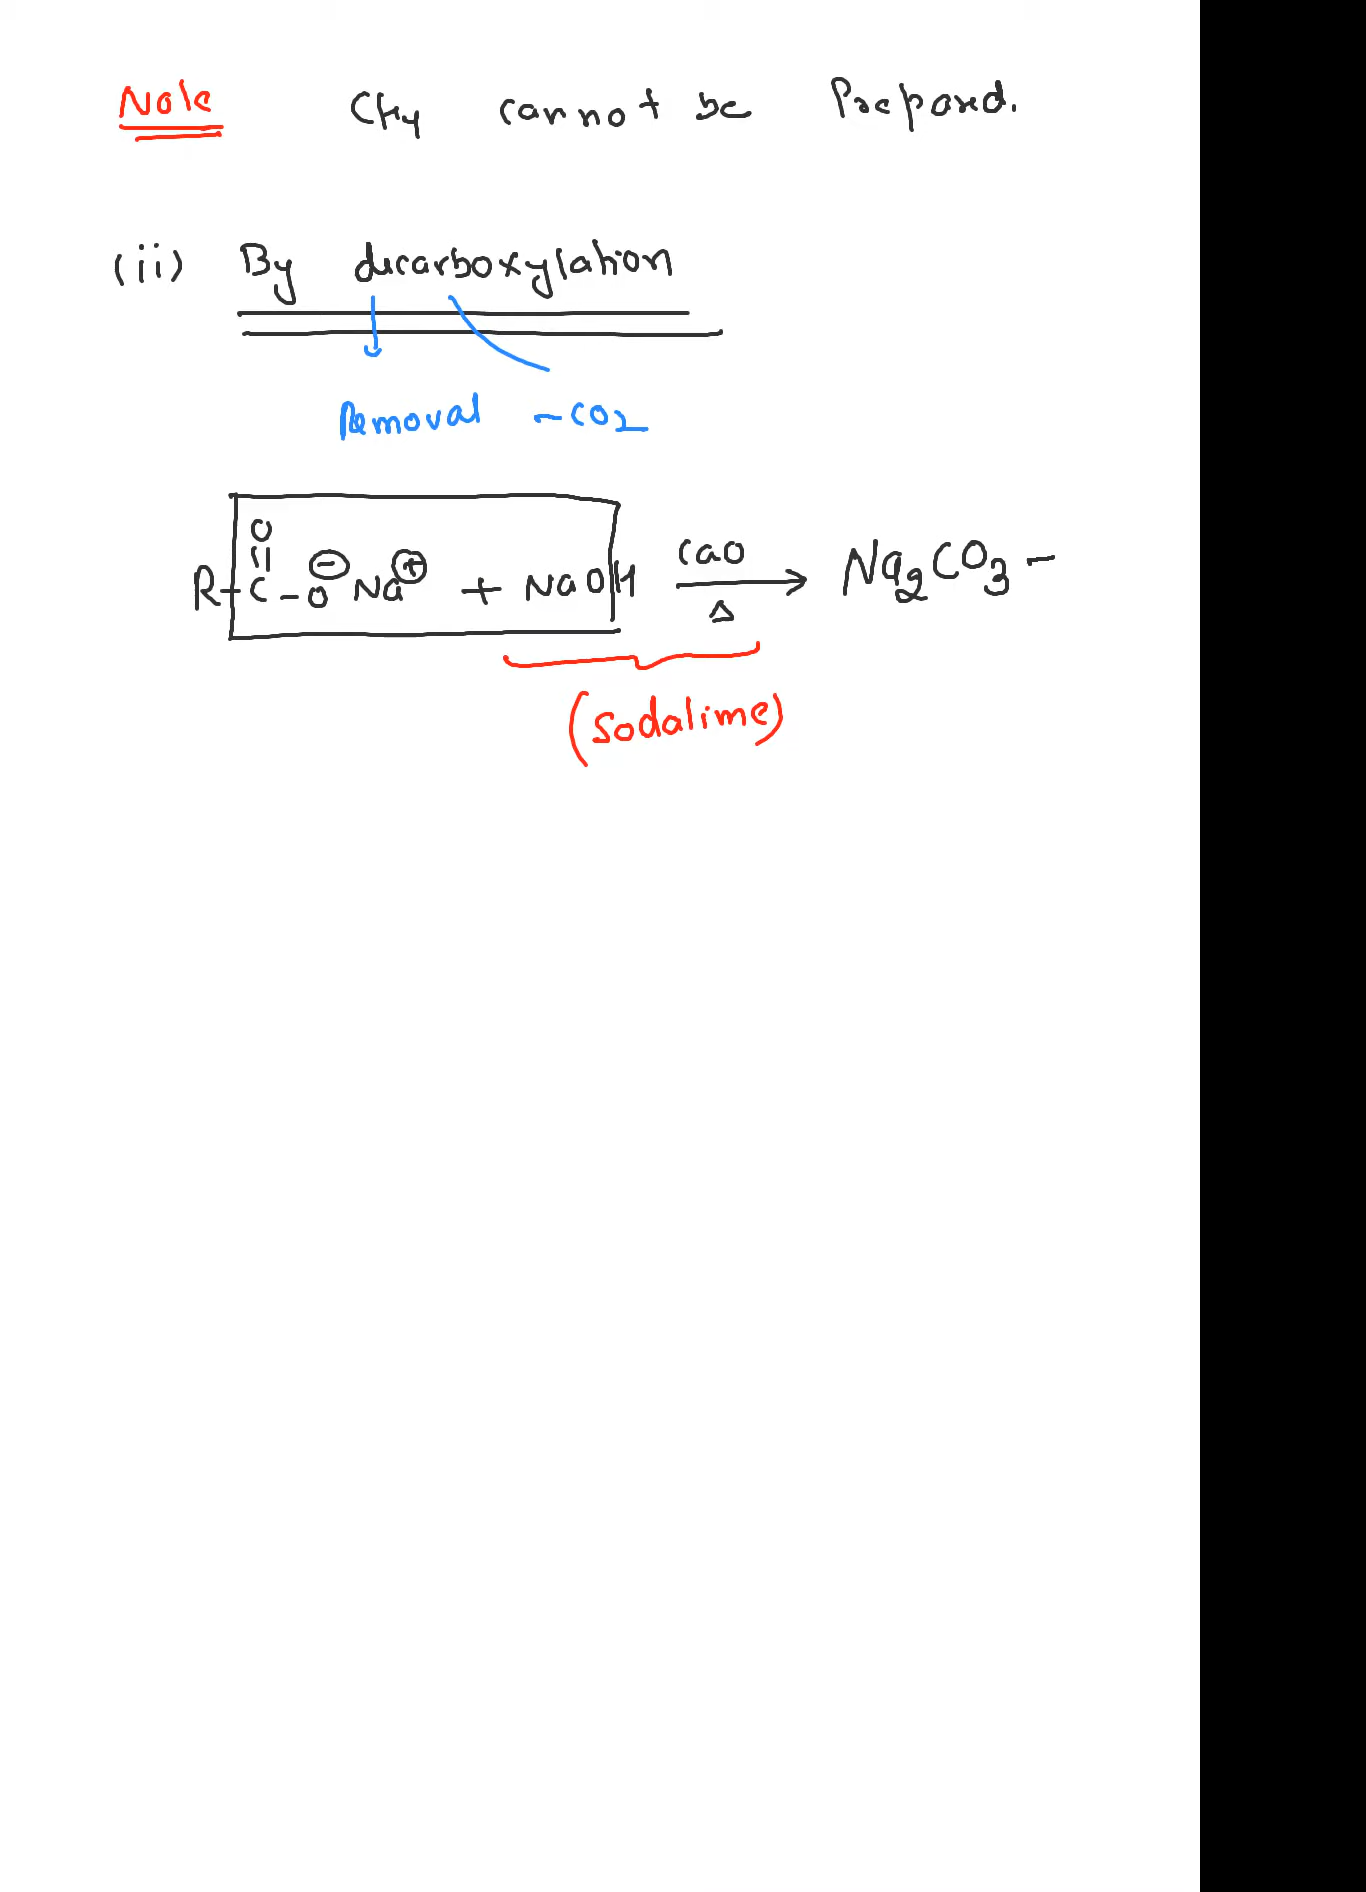 Note CH4 cannot be Prepared.
(ii) By decarboxylation
Removal -CO2
O
||
R-C-O⊖ Na⊕ + NaOH CaO → Na2CO3 -
Δ
(Sodalime)